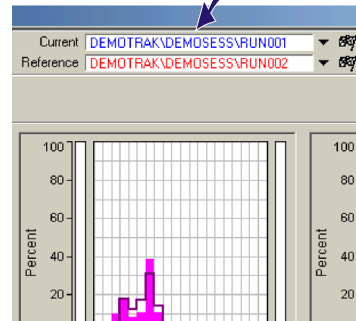 Current DEMOTRAK\DEMOSESS\RUN001
Reference DEMOTRAK\DEMOSESS\RUN002
100
80
60
40
20
Percent
100
80
60
40
20
Percent